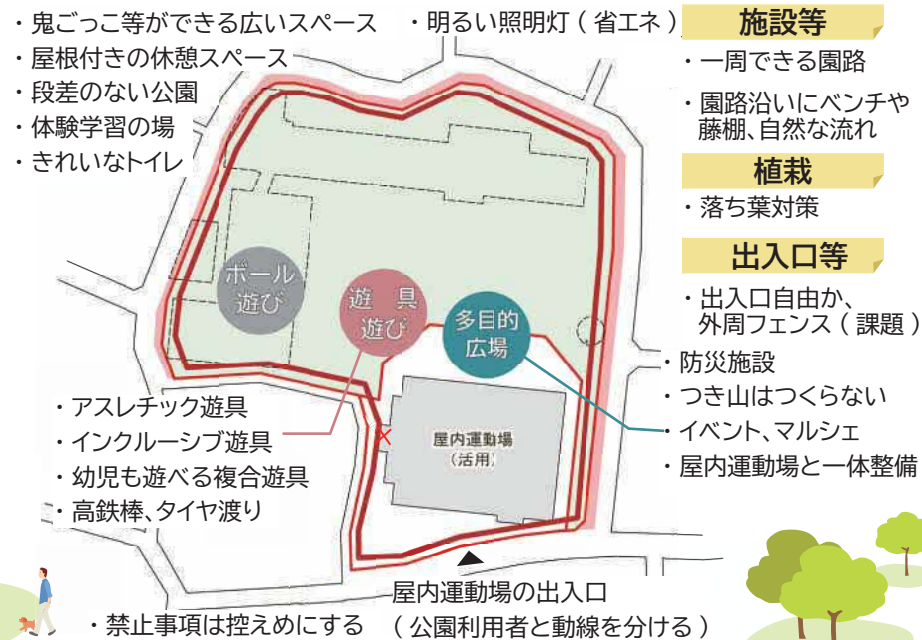 ・鬼ごっこ等ができる広いスペース
・屋根付きの休憩スペース
・段差のない公園
・体験学習の場
・きれいなトイレ
・明るい照明灯（省エネ）
施設等
・一周できる園路
・園路沿いにベンチや
藤棚、自然な流れ
植栽
・落ち葉対策
出入口等
・出入口自由か、
外周フェンス（課題）
・防災施設
・つき山はつくらない
・イベント、マルシェ
・屋内運動場と一体整備
ボール
遊び
遊具
遊び
多目的
広場
・アスレチック遊具
・インクルーシブ遊具
・幼児も遊べる複合遊具
・高鉄棒、タイヤ渡り
屋内運動場
（活用）
屋内運動場の出入口
（公園利用者と動線を分ける）
・禁止事項は控えめにする